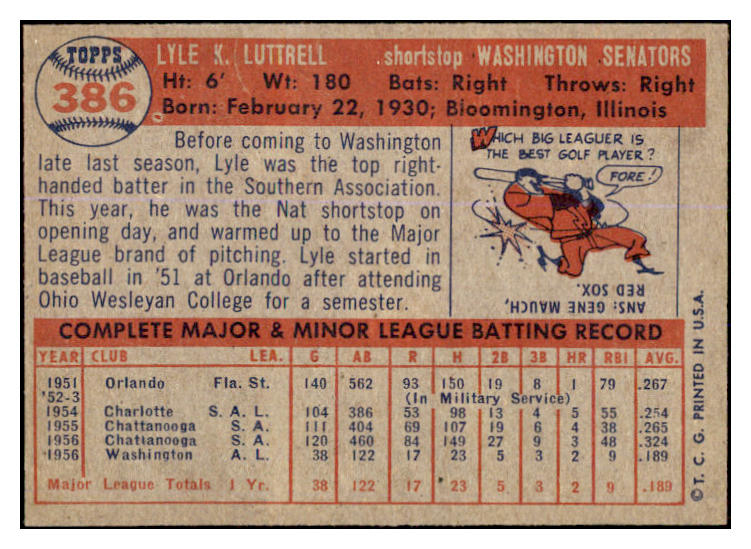 TOPPS
386
LYLE K. LUTTRELL shortstop WASHINGTON SENATORS
Ht: 6' Wt: 180 Bats: Right Throws: Right
Born: February 22, 1930; Bloomington, Illinois
Before coming to Washington
late last season, Lyle was the top right-
handed batter in the Southern Association.
This year, he was the Nat shortstop on
opening day, and warmed up to the Major
League brand of pitching. Lyle started in
baseball in '51 at Orlando after attending
Ohio Wesleyan College for a semester.
WHICH BIG LEAGUER IS
THE BEST GOLF PLAYER?
FORE!
ANS: GENE MAUCH,
RED SOX.
COMPLETE MAJOR & MINOR LEAGUE BATTING RECORD
YEAR CLUB LEA. G AB R H 2B 3B HR RBI AVG.
1951 Orlando Fla. St. 140 562 93 150 19 8 1 79 .267
'52-3 (In Military Service)
1954 Charlotte S. A. L. 104 386 53 98 13 4 5 55 .254
1955 Chattanooga S. A. 111 404 69 107 19 6 4 38 .265
1956 Chattanooga S. A. 120 460 84 149 27 9 3 48 .324
1956 Washington A. L. 38 122 17 23 5 3 2 9 .189
Major League Totals 1 Yr. 38 122 17 23 5 3 2 9 .189
© T. C. G. PRINTED IN U.S.A.